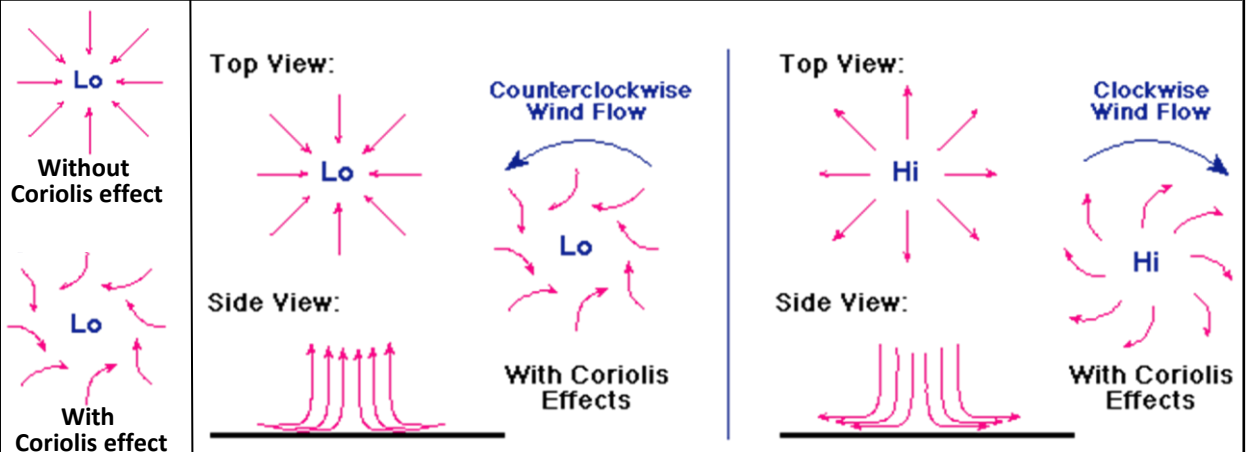 Lo
Without
Coriolis effect
Lo
With
Coriolis effect
Top View:
Lo
Counterclockwise
Wind Flow
Lo
Side View:
With Coriolis
Effects
Top View:
Hi
Clockwise
Wind Flow
Hi
Side View:
With Coriolis
Effects